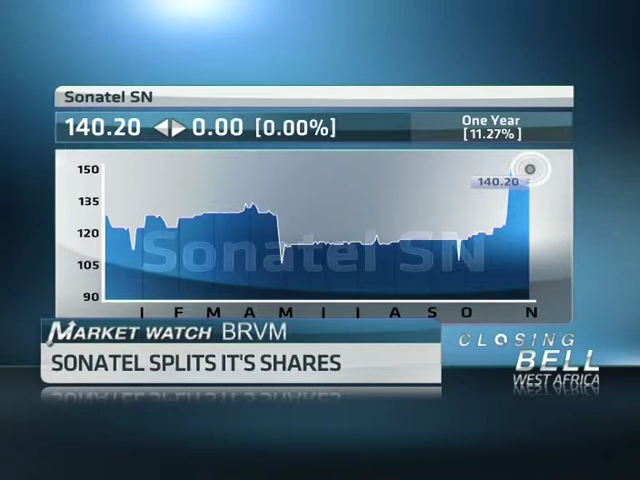 Sonatel SN
140.20 0.00 [0.00%]
One Year
[11.27%]
150
135
120
105
90
140.20
Sonatel SN
J F M A M J J A S O N
MARKET WATCH BRVM
SONATEL SPLITS IT'S SHARES
CLOSING
BELL
WEST AFRICA